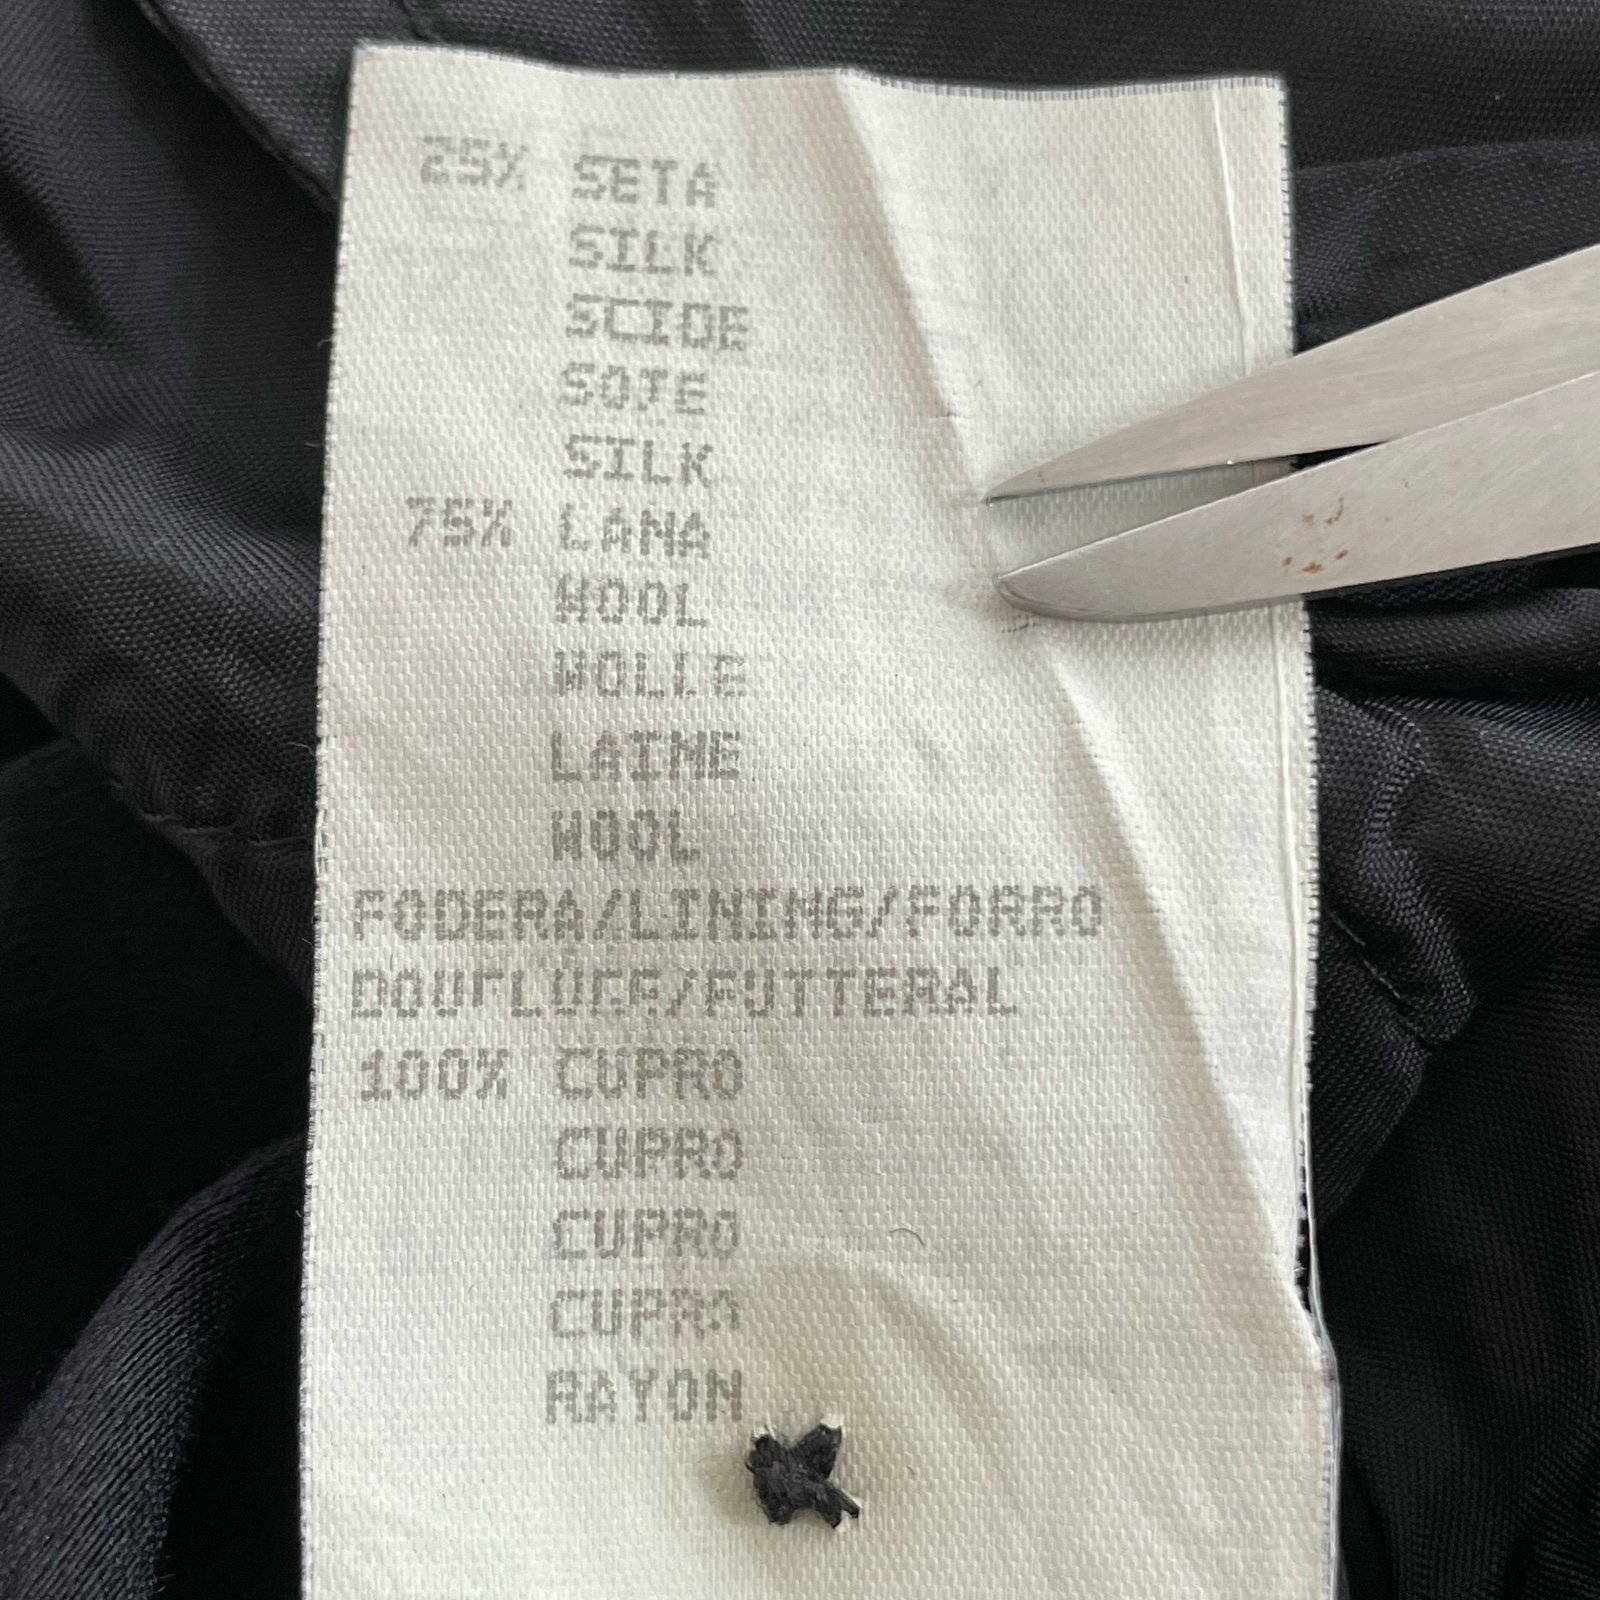 25% SETA
SILK
SCIDE
SOIE
SILK
75% LANA
WOOL
WOLLE
LAINE
WOOL
FODERA/LINING/FORRO
DOUFLUCE/FUTTERAL
100% CUPRO
CUPRO
CUPRO
CUPRO
RAYON